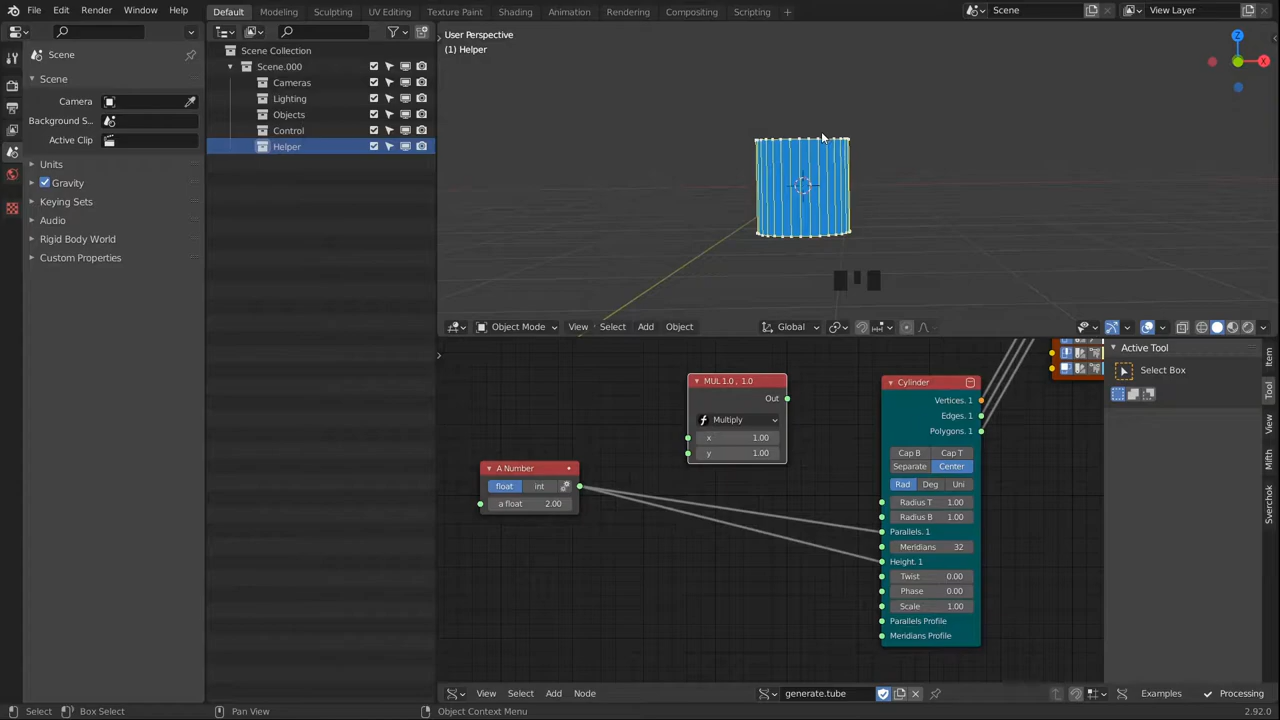 File Edit Render Window Help Default Modeling Sculpting UV Editing Texture Paint Shading Animation Rendering Compositing Scripting + Scene View Layer
Scene
Scene
Camera
Background S...
Active Clip
Units
Gravity
Keying Sets
Audio
Rigid Body World
Custom Properties
Scene Collection
Scene.000
Cameras
Lighting
Objects
Control
Helper
User Perspective
(1) Helper
Z
X
Object Mode View Select Add Object Global
MUL 1.0 , 1.0
Out
Multiply
x 1.00
y 1.00
A Number
float int
a float 2.00
Cylinder
Vertices. 1
Edges. 1
Polygons. 1
Cap B Cap T
Separate Center
Rad Deg Uni
Radius T 1.00
Radius B 1.00
Parallels. 1
Meridians 32
Height. 1
Twist 0.00
Phase 0.00
Scale 1.00
Parallels Profile
Meridians Profile
Active Tool
Select Box
Item
Tool
View
Mith
Sverchok
View Select Add Node generate.tube Examples Processing
Select Box Select Pan View Object Context Menu 2.92.0